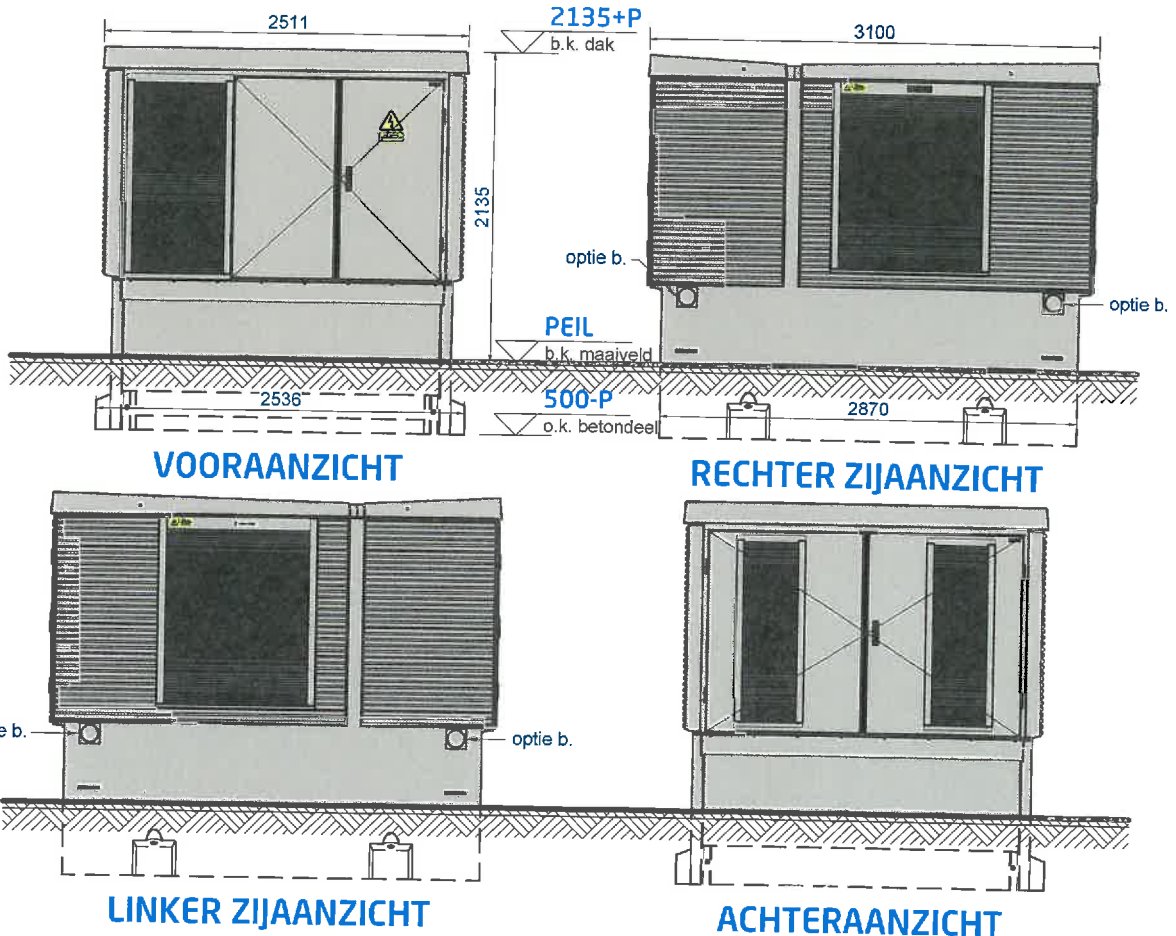 2511
2135+P
b.k. dak
3100
2135
optie b.
optie b.
PEIL
b.k. maaiveld
2536
500-P
o.k. betondeel
2870
VOORAANZICHT
RECHTER ZIJAANZICHT
e b.
optie b.
LINKER ZIJAANZICHT
ACHTERAANZICHT